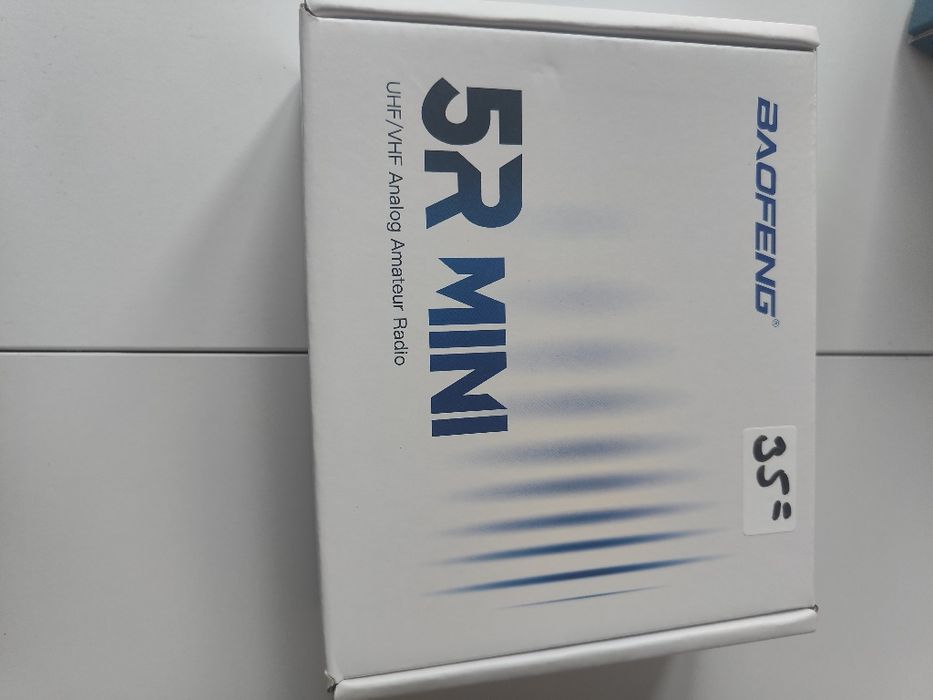 BAOFENG®
35=
5R MINI
UHF/VHF Analog Amateur Radio